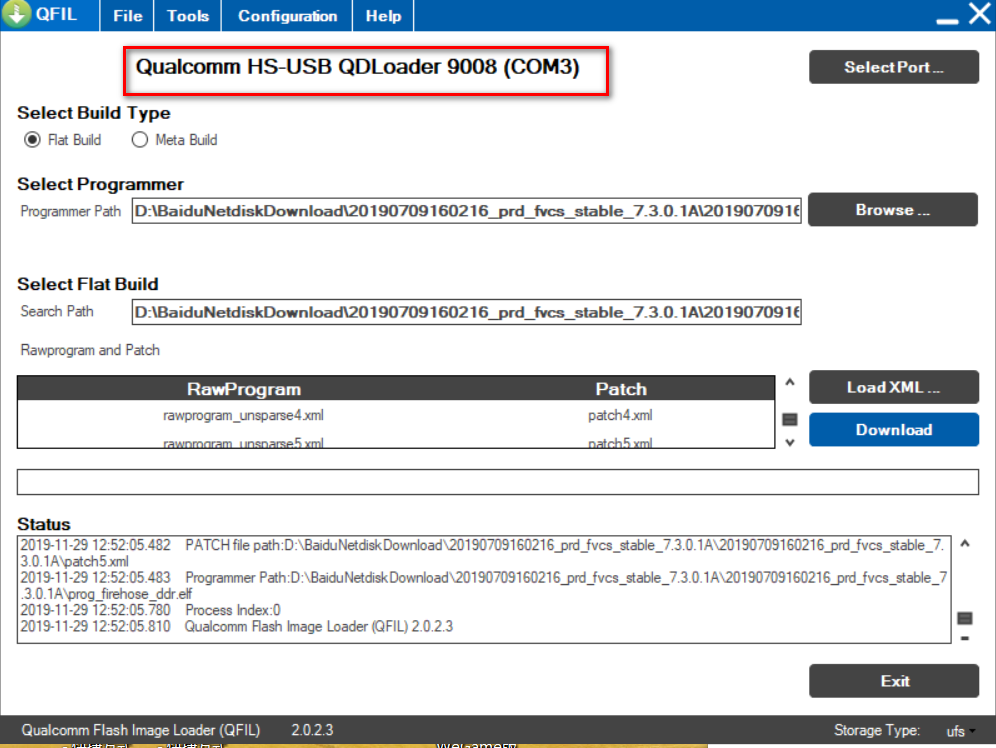 QFIL File Tools Configuration Help
Qualcomm HS-USB QDLoader 9008 (COM3)
Select Port ...
Select Build Type
Flat Build Meta Build
Select Programmer
Programmer Path D:\BaiduNetdiskDownload\20190709160216_prd_fvcs_stable_7.3.0.1A\2019070916 Browse ...
Select Flat Build
Search Path D:\BaiduNetdiskDownload\20190709160216_prd_fvcs_stable_7.3.0.1A\2019070916
Rawprogram and Patch
RawProgram Patch
Load XML ...
rawprogram_unsparse4.xml patch4.xml
Download
rawprogram_unsparse5.xml patch5.xml
Status
2019-11-29 12:52:05.482 PATCH file path:D:\BaiduNetdiskDownload\20190709160216_prd_fvcs_stable_7.3.0.1A\20190709160216_prd_fvcs_stable_7.
3.0.1A\patch5.xml
2019-11-29 12:52:05.483 Programmer Path:D:\BaiduNetdiskDownload\20190709160216_prd_fvcs_stable_7.3.0.1A\20190709160216_prd_fvcs_stable_7
.3.0.1A\prog_firehose_ddr.elf
2019-11-29 12:52:05.780 Process Index:0
2019-11-29 12:52:05.810 Qualcomm Flash Image Loader (QFIL) 2.0.2.3
Exit
Qualcomm Flash Image Loader (QFIL) 2.0.2.3 Storage Type: ufs